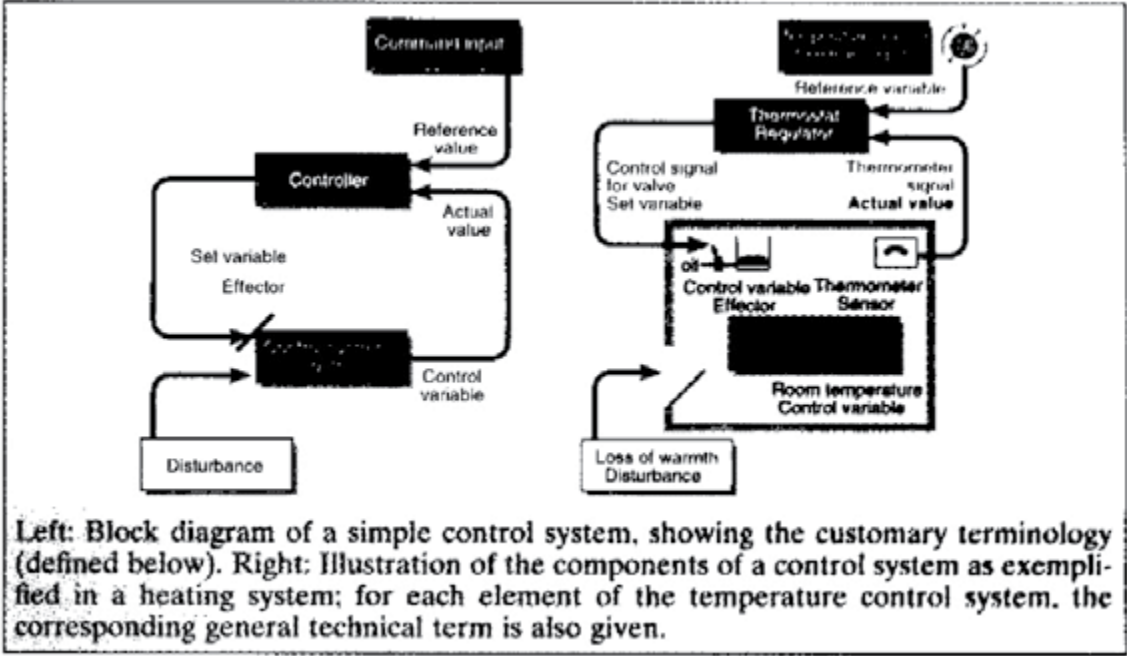 Command input
Reference
value
Controller
Actual
value
Set variable
Effector
Control
variable
Disturbance
Reference variable
Thermostat
Regulator
Control signal
for valve
Set variable
Thermometer
signal
Actual value
oil
Control variable
Effector
Thermometer
Sensor
Room temperature
Control variable
Loss of warmth
Disturbance
Left: Block diagram of a simple control system, showing the customary terminology
(defined below). Right: Illustration of the components of a control system as exempli-
fied in a heating system; for each element of the temperature control system, the
corresponding general technical term is also given.